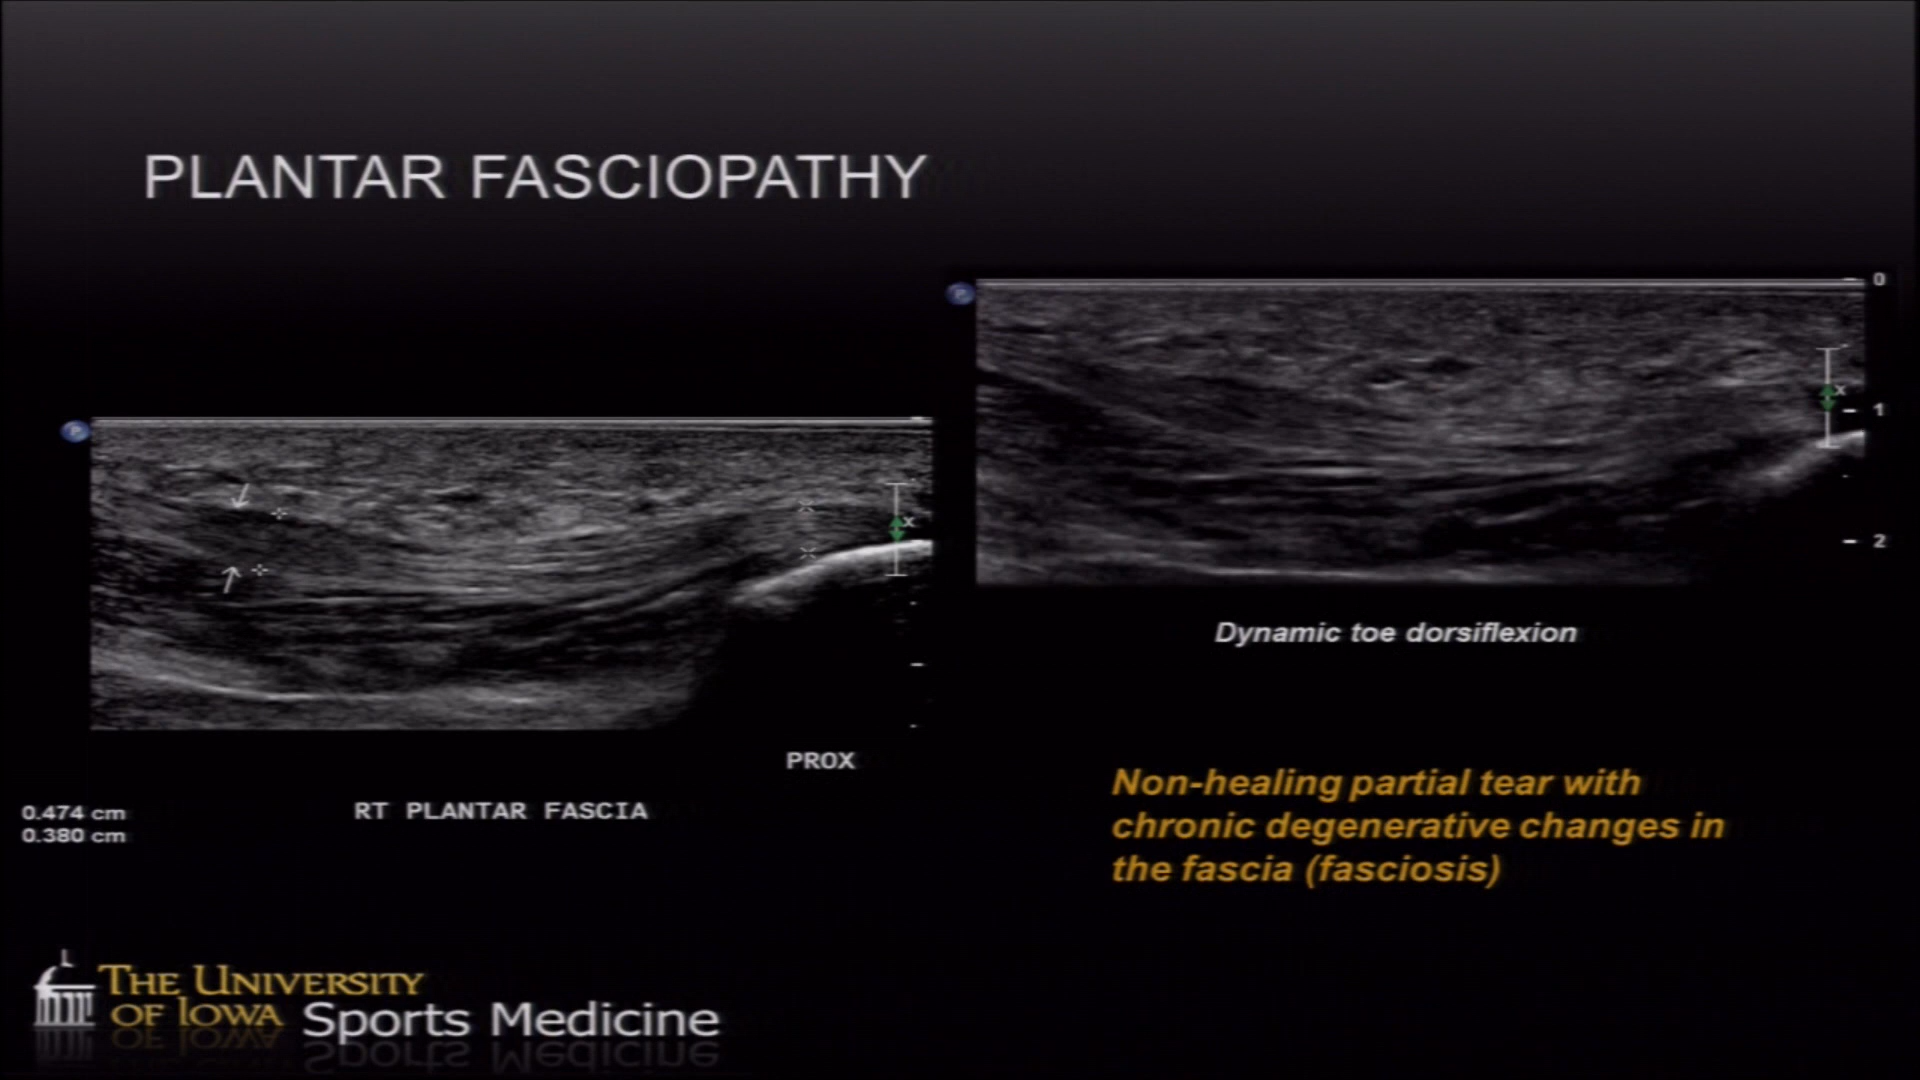 PLANTAR FASCIOPATHY
0
x
1
2
x
Dynamic toe dorsiflexion
PROX
RT PLANTAR FASCIA
0.474 cm
0.380 cm
Non-healing partial tear with
chronic degenerative changes in
the fascia (fasciosis)
THE UNIVERSITY
OF IOWA Sports Medicine